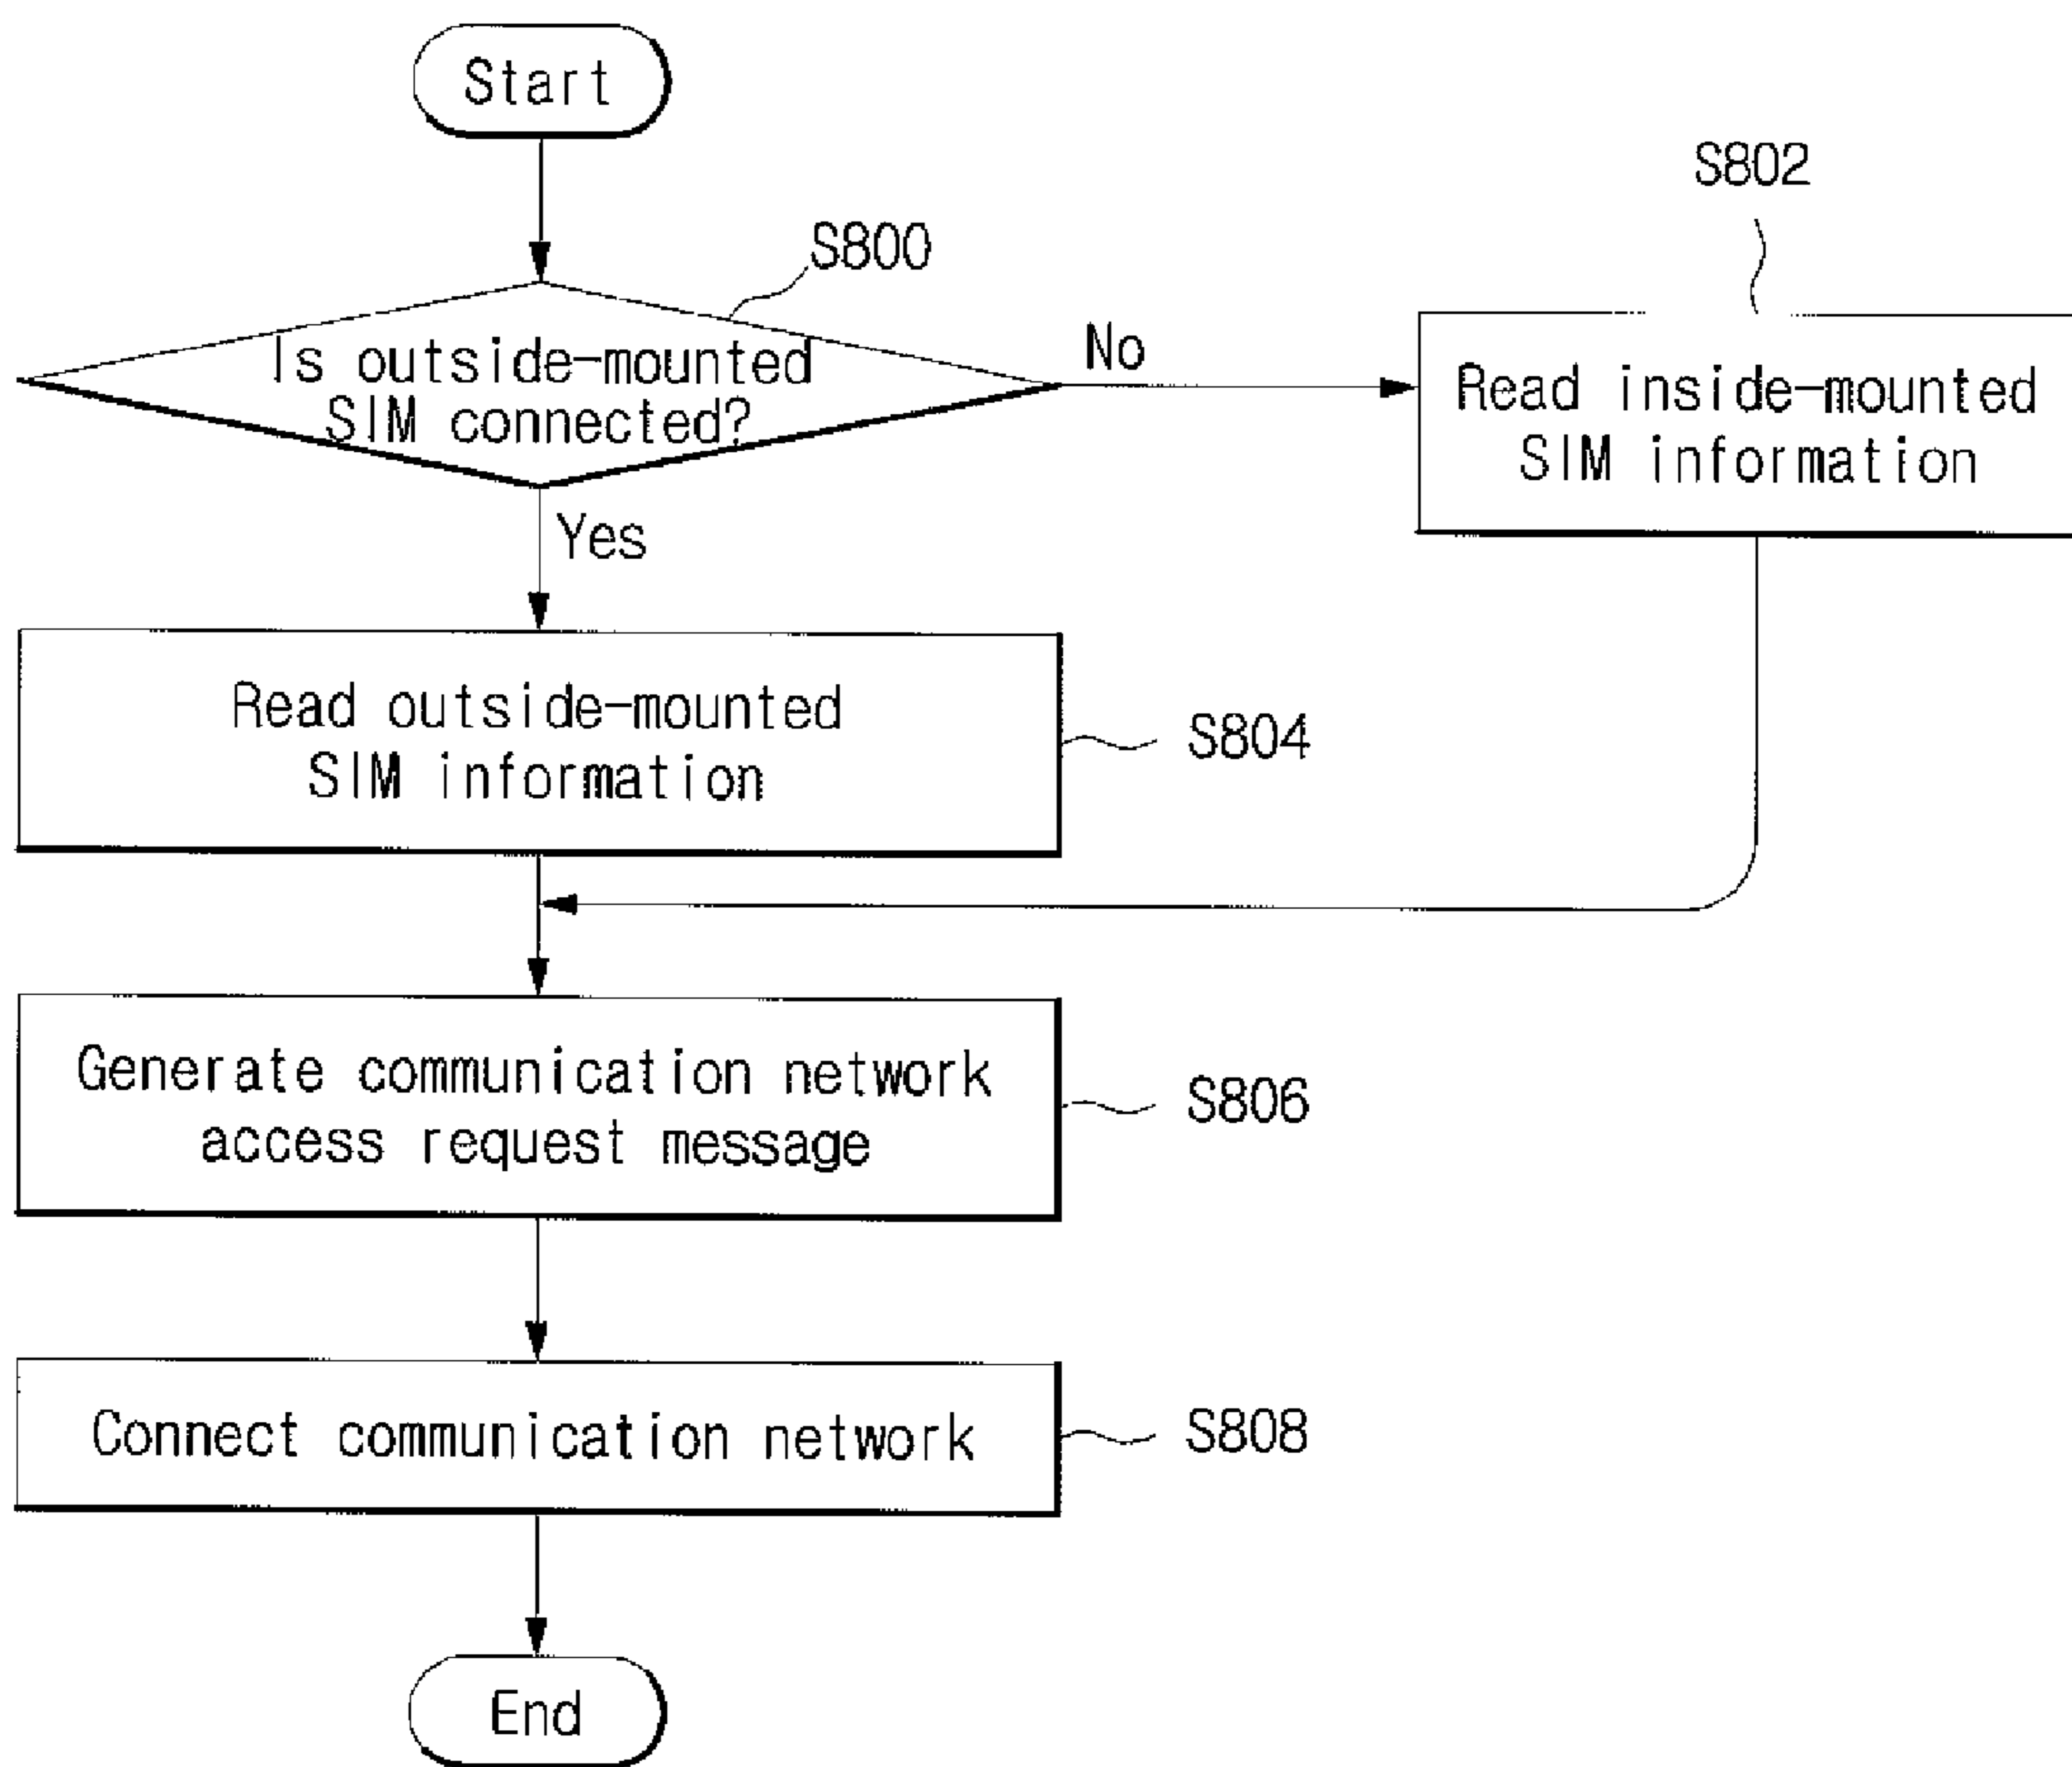 Start
S800
S802
Is outside-mounted
SIM connected?
No
Read inside-mounted
SIM information
Yes
Read outside-mounted
SIM information
S804
Generate communication network
access request message
S806
Connect communication network
S808
End